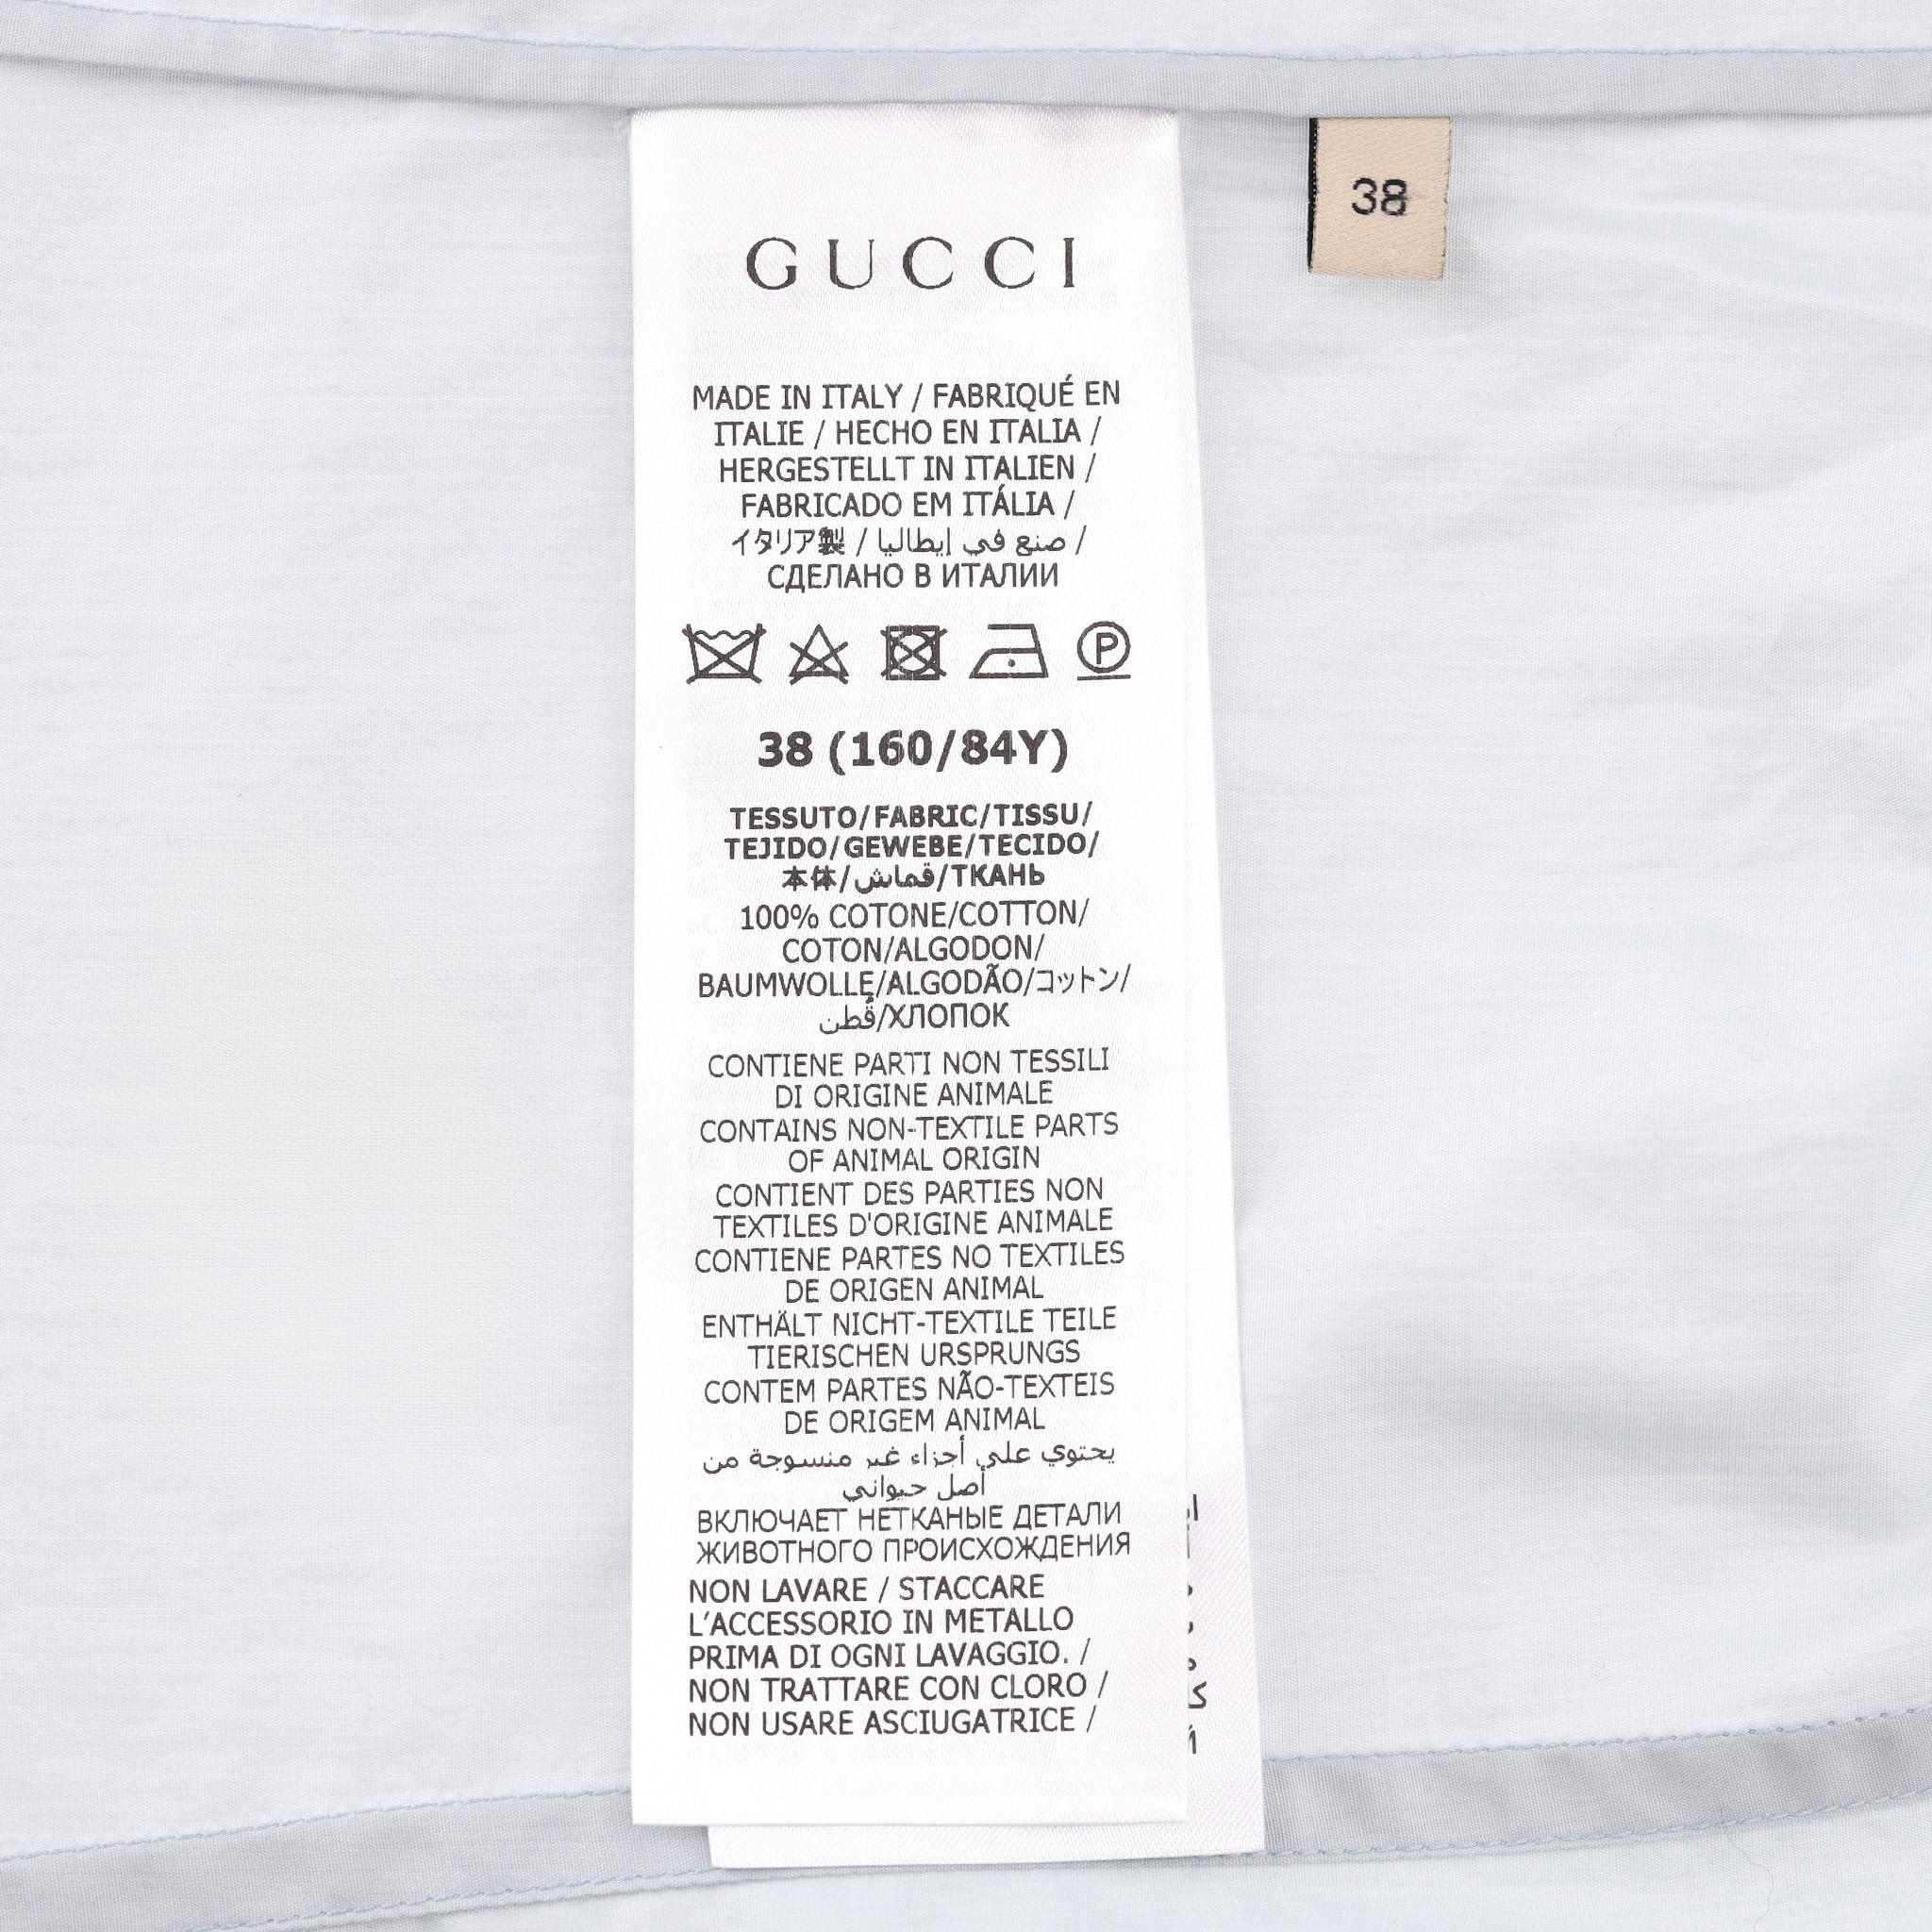 GUCCI
38
MADE IN ITALY / FABRIQUÉ EN
ITALIE / HECHO EN ITALIA /
HERGESTELLT IN ITALIEN /
FABRICADO EM ITÁLIA /
イタリア製 / صنع في إيطاليا /
СДЕЛАНО В ИТАЛИИ
P
38 (160/84Y)
TESSUTO/FABRIC/TISSU/
TEJIDO/GEWEBE/TECIDO/
本体/قماش/ТКАНЬ
100% COTONE/COTTON/
COTON/ALGODON/
BAUMWOLLE/ALGODÃO/コットン/
قُطن/ХЛОПОК
CONTIENE PARTI NON TESSILI
DI ORIGINE ANIMALE
CONTAINS NON-TEXTILE PARTS
OF ANIMAL ORIGIN
CONTIENT DES PARTIES NON
TEXTILES D'ORIGINE ANIMALE
CONTIENE PARTES NO TEXTILES
DE ORIGEN ANIMAL
ENTHÄLT NICHT-TEXTILE TEILE
TIERISCHEN URSPRUNGS
CONTEM PARTES NÃO-TEXTEIS
DE ORIGEM ANIMAL
يحتوي على أجزاء غير منسوجة من
أصل حيواني
ВКЛЮЧАЕТ НЕТКАНЫЕ ДЕТАЛИ
ЖИВОТНОГО ПРОИСХОЖДЕНИЯ
NON LAVARE / STACCARE
L'ACCESSORIO IN METALLO
PRIMA DI OGNI LAVAGGIO. /
NON TRATTARE CON CLORO /
NON USARE ASCIUGATRICE /